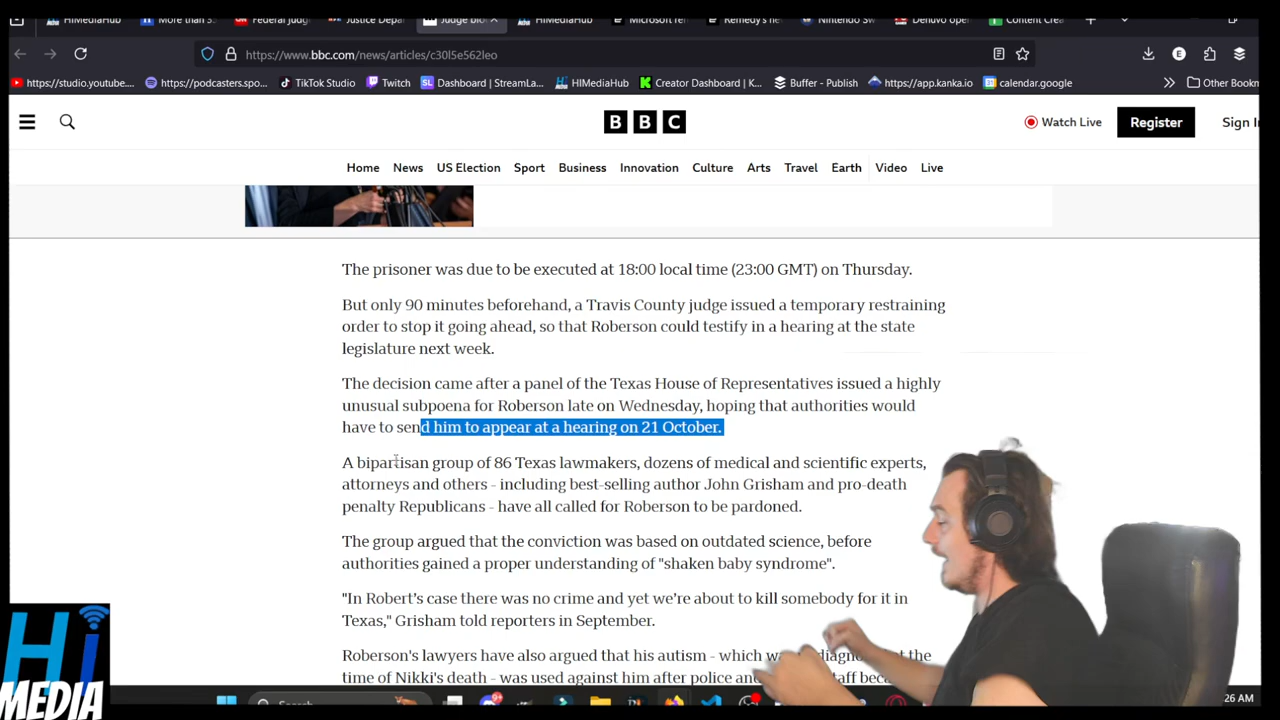 More than 3
Federal judg
Justice Depa
Judge blo
HIMediaHub
Microsoft re
Remedy's ne
Nintendo Sw
Denuvo open
Content Crea
https://www.bbc.com/news/articles/c30l5e562leo
https://studio.youtube....
https://podcasters.spo...
TikTok Studio
Twitch
Dashboard | StreamLa...
HIMediaHub
Creator Dashboard | K...
Buffer - Publish
https://app.kanka.io
calendar.google
Other Bookm
BBC
Watch Live
Register
Sign In
Home News US Election Sport Business Innovation Culture Arts Travel Earth Video Live
The prisoner was due to be executed at 18:00 local time (23:00 GMT) on Thursday.
But only 90 minutes beforehand, a Travis County judge issued a temporary restraining
order to stop it going ahead, so that Roberson could testify in a hearing at the state
legislature next week.
The decision came after a panel of the Texas House of Representatives issued a highly
unusual subpoena for Roberson late on Wednesday, hoping that authorities would
have to send him to appear at a hearing on 21 October.
A bipartisan group of 86 Texas lawmakers, dozens of medical and scientific experts,
attorneys and others - including best-selling author John Grisham and pro-death
penalty Republicans - have all called for Roberson to be pardoned.
The group argued that the conviction was based on outdated science, before
authorities gained a proper understanding of "shaken baby syndrome".
"In Robert's case there was no crime and yet we're about to kill somebody for it in
Texas," Grisham told reporters in September.
Roberson's lawyers have also argued that his autism - which was diagno the
time of Nikki's death - was used against him after police and staff beca
Hi
MEDIA
Search
26 AM